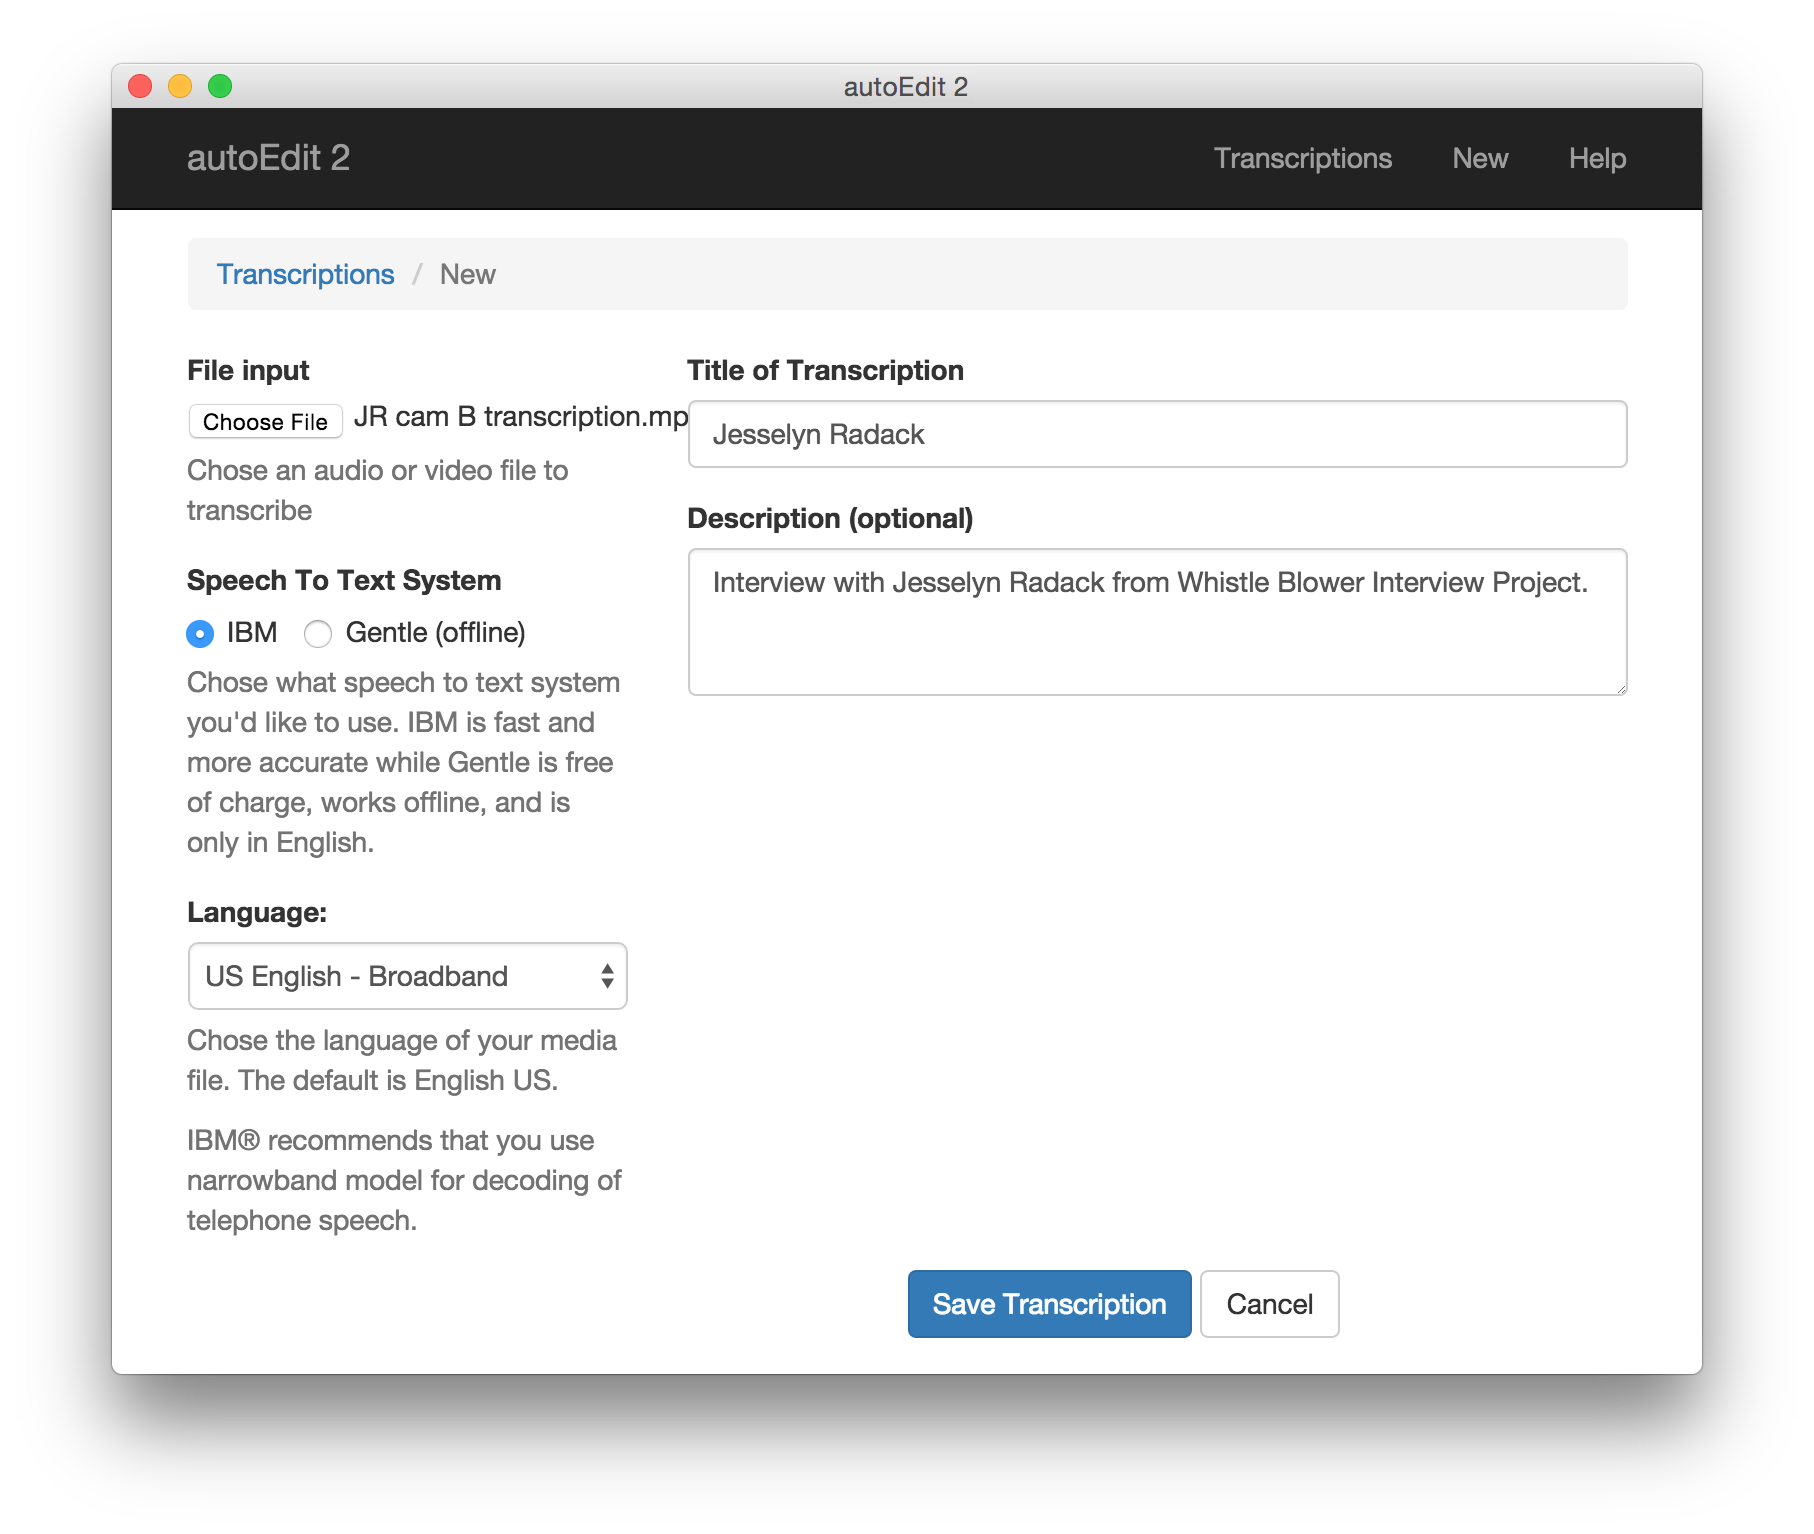 autoEdit 2
autoEdit 2
Transcriptions
New
Help
Transcriptions / New
File input
Choose File JR cam B transcription.mp
Chose an audio or video file to
transcribe
Speech To Text System
IBM Gentle (offline)
Chose what speech to text system
you'd like to use. IBM is fast and
more accurate while Gentle is free
of charge, works offline, and is
only in English.
Language:
US English - Broadband
Chose the language of your media
file. The default is English US.
IBM® recommends that you use
narrowband model for decoding of
telephone speech.
Title of Transcription
Jesselyn Radack
Description (optional)
Interview with Jesselyn Radack from Whistle Blower Interview Project.
Save Transcription
Cancel